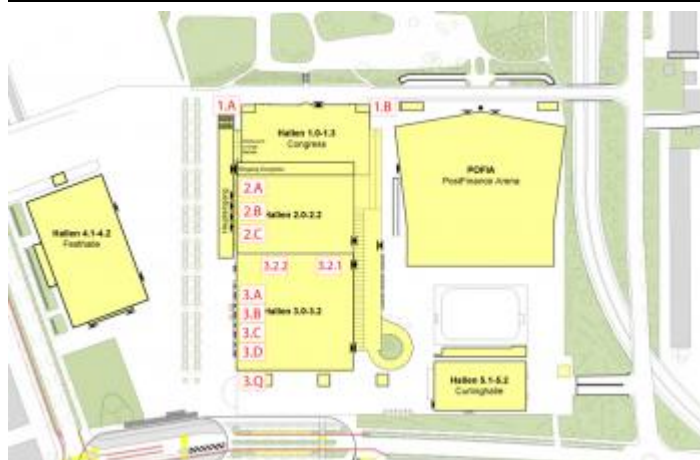 1.A
1.B
Hallen 1.0-1.3
Congress
POFIA
PostFinance Arena
2.A
2.B
Hallen 2.0-2.2
2.C
Haupteingang
Hallen 4.1-4.2
Festhalle
3.2.2
3.2.1
3.A
3.B
Hallen 3.0-3.2
3.C
3.D
3.Q
Hallen 5.1-5.2
Curlinghalle